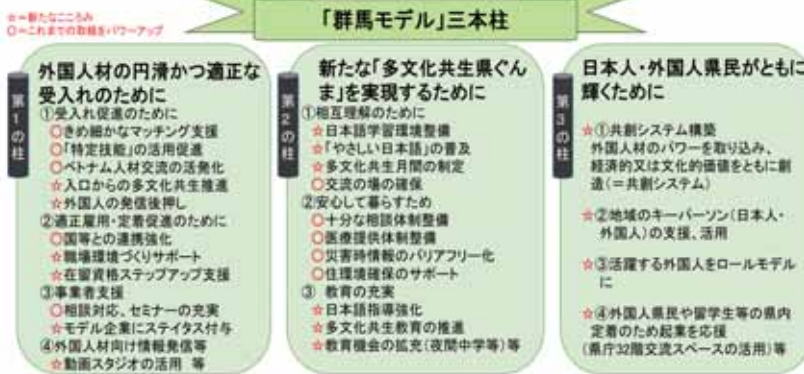 ☆=新たなこころみ
○=これまでの取組をパワーアップ
「群馬モデル」三本柱
第1の柱
外国人材の円滑かつ適正な
受入れのために
①受入れ促進のために
○きめ細かなマッチング支援
○「特定技能」の活用促進
○ベトナム人材交流の活発化
☆入口からの多文化共生推進
☆外国人の発信後押し
②適正雇用・定着促進のために
○国等との連携強化
☆職場環境づくりサポート
☆在留資格ステップアップ支援
③事業者支援
○相談対応、セミナーの充実
☆モデル企業にステイタス付与
④外国人材向け情報発信等
☆動画スタジオの活用 等
第2の柱
新たな「多文化共生県ぐん
ま」を実現するために
①相互理解のために
☆日本語学習環境整備
☆「やさしい日本語」の普及
☆多文化共生月間の制定
○交流の場の確保
②安心して暮らすため
○十分な相談体制整備
○医療提供体制整備
○災害時情報のバリアフリー化
○住環境確保のサポート
③ 教育の充実
☆日本語指導強化
☆多文化共生教育の推進
☆教育機会の拡充(夜間中学等)等
第3の柱
日本人・外国人県民がともに
輝くために
☆①共創システム構築
外国人材のパワーを取り込み、
経済的又は文化的価値をともに創
造(=共創システム)
☆②地域のキーパーソン(日本人・
外国人)の支援、活用
☆③活躍する外国人をロールモデル
に
☆④外国人県民や留学生等の県内
定着のため起業を応援
(県庁32階交流スペースの活用)等